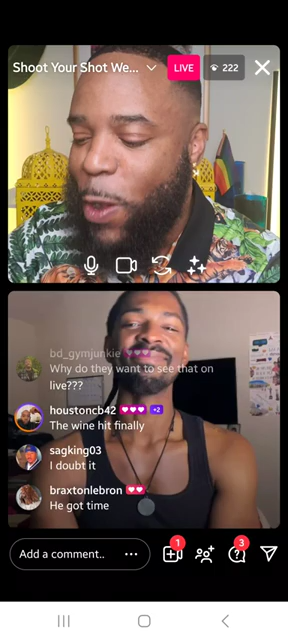 Shoot Your Shot We...
LIVE
222
bd_gymjunkie
Why do they want to see that on
live???
houstoncb42 +2
The wine hit finally
sagking03
I doubt it
braxtonlebron
He got time
Add a comment..
1
3